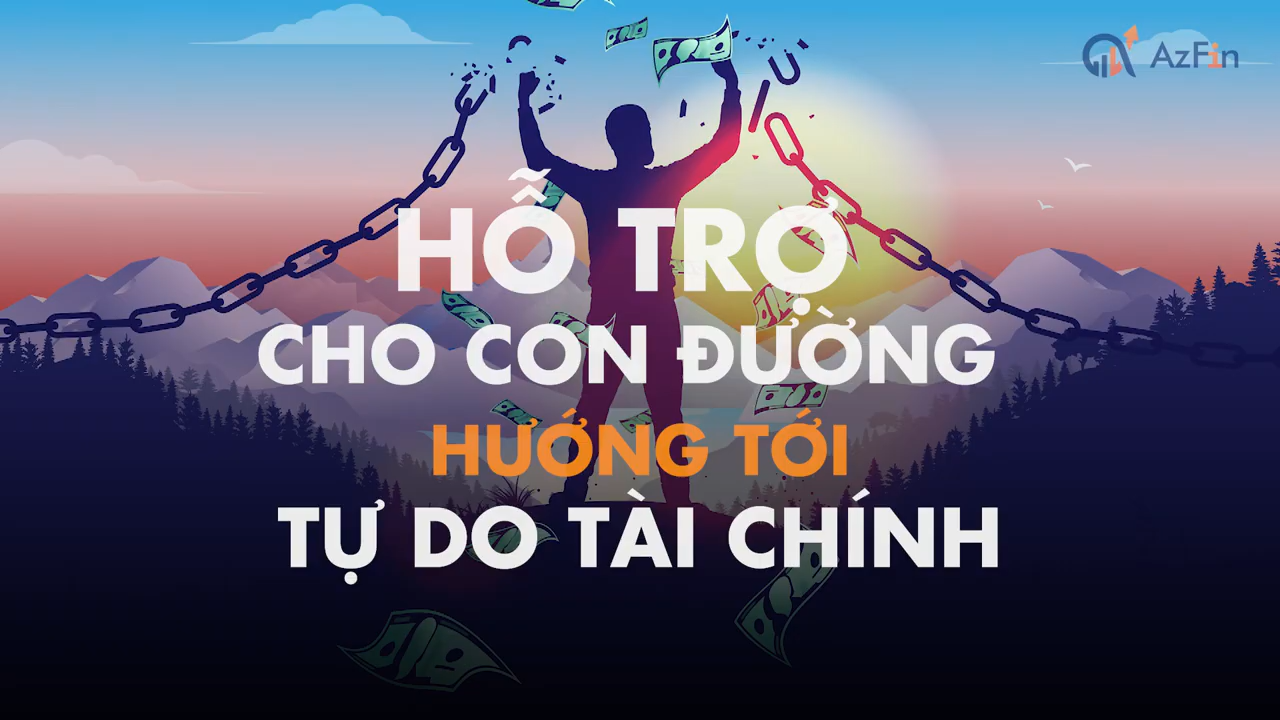 AzFin
HỖ TRỢ
CHO CON ĐƯỜNG
HƯỚNG TỚI
TỰ DO TÀI CHÍNH